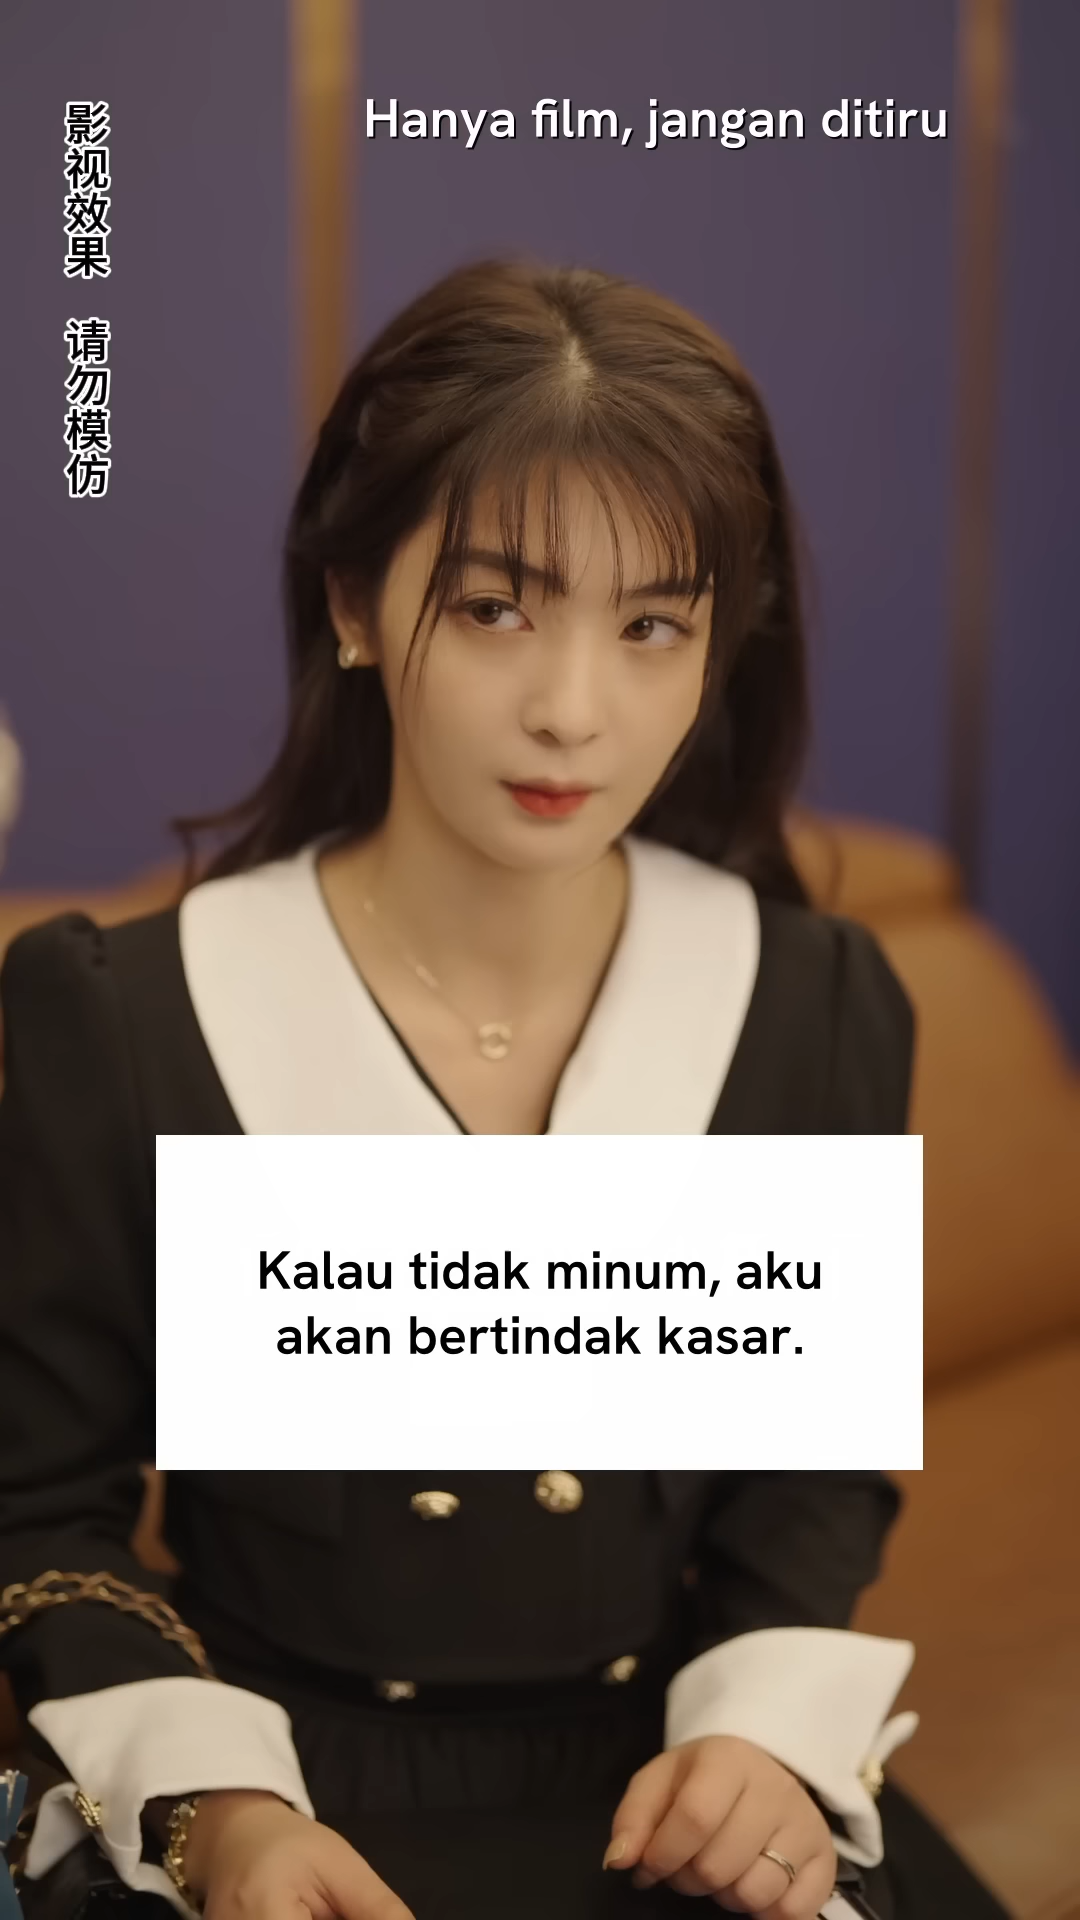 影视效果 请勿模仿
Hanya film, jangan ditiru
Kalau tidak minum, aku
akan bertindak kasar.